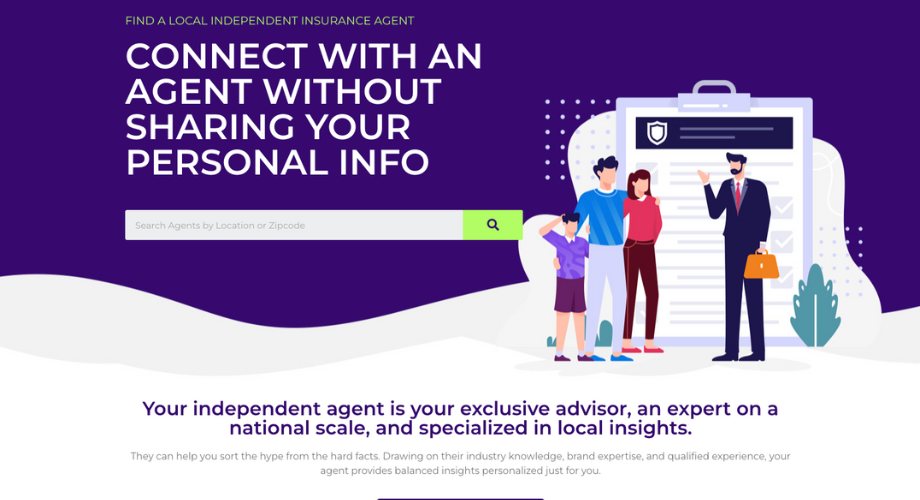 FIND A LOCAL INDEPENDENT INSURANCE AGENT
CONNECT WITH AN
AGENT WITHOUT
SHARING YOUR
PERSONAL INFO
Search Agents by Location or Zipcode
Your independent agent is your exclusive advisor, an expert on a
national scale, and specialized in local insights.
They can help you sort the hype from the hard facts. Drawing on their industry knowledge, brand expertise, and qualified experience, your
agent provides balanced insights personalized just for you.